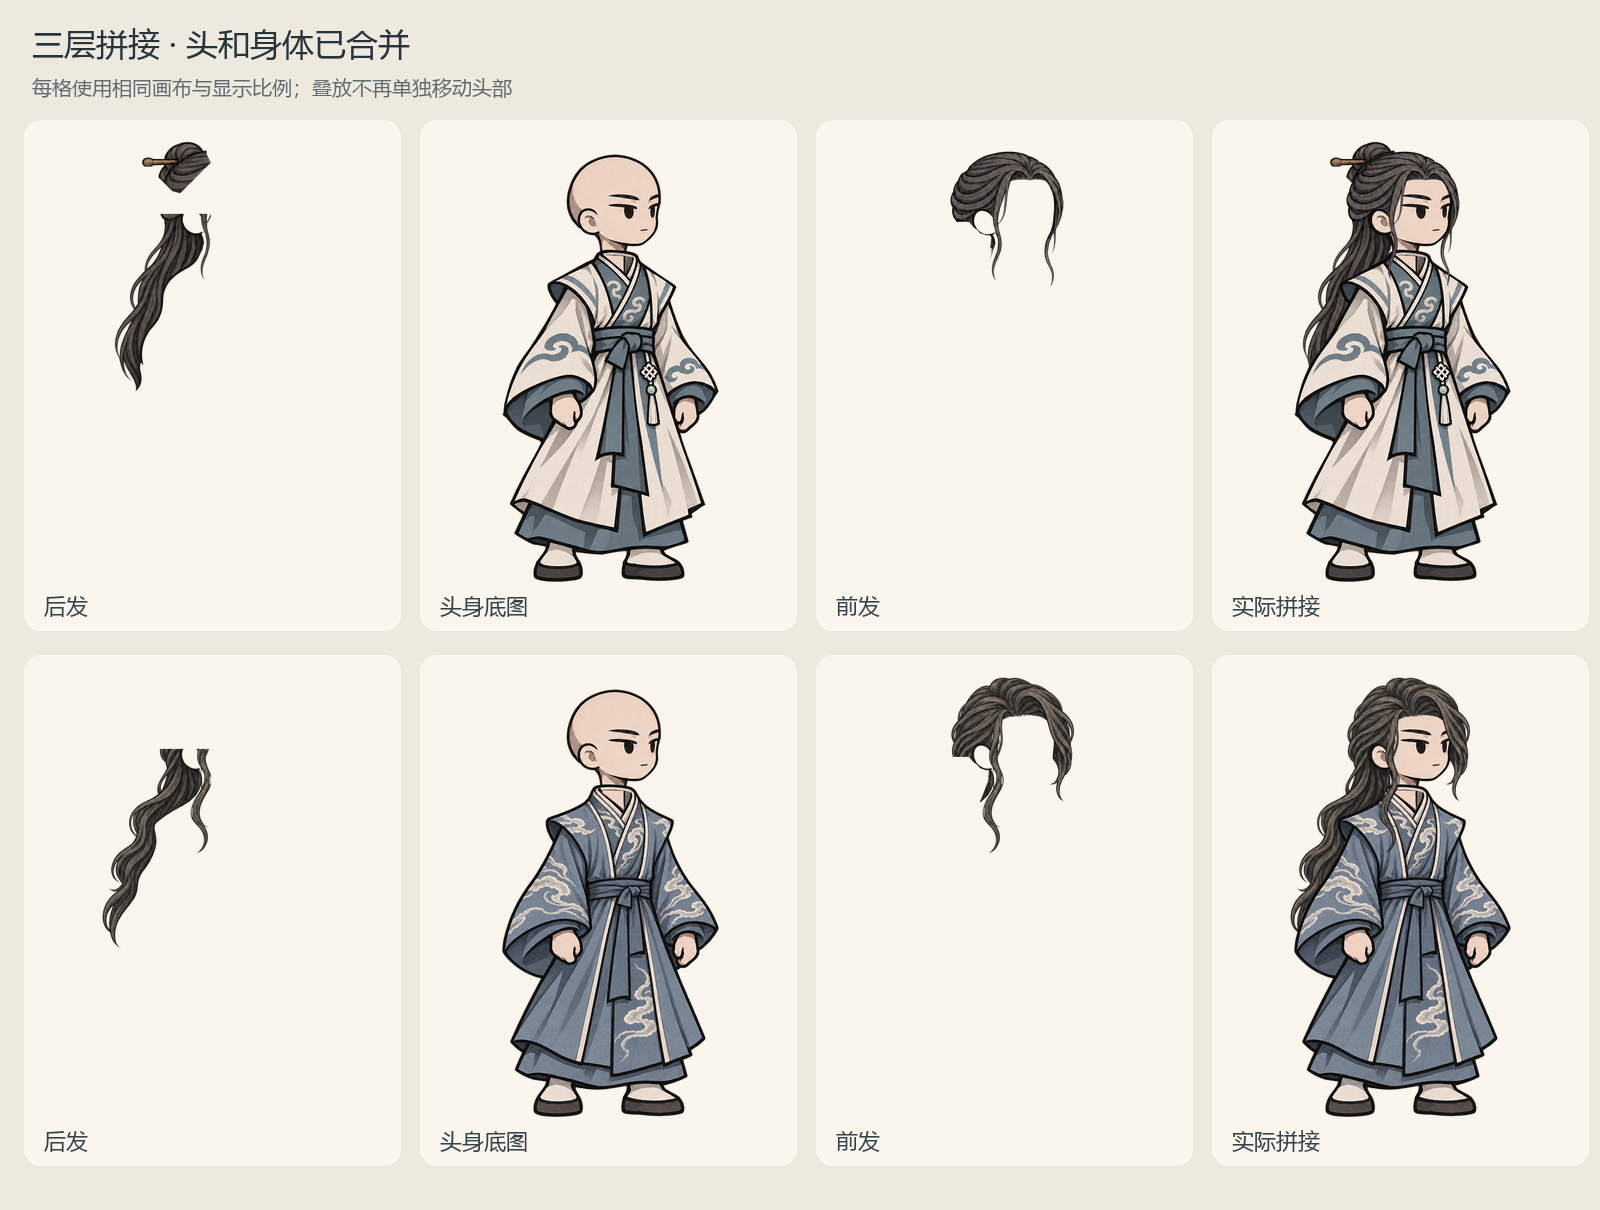 三层拼接 · 头和身体已合并
每格使用相同画布与显示比例；叠放不再单独移动头部
后发
头身底图
前发
实际拼接
后发
头身底图
前发
实际拼接